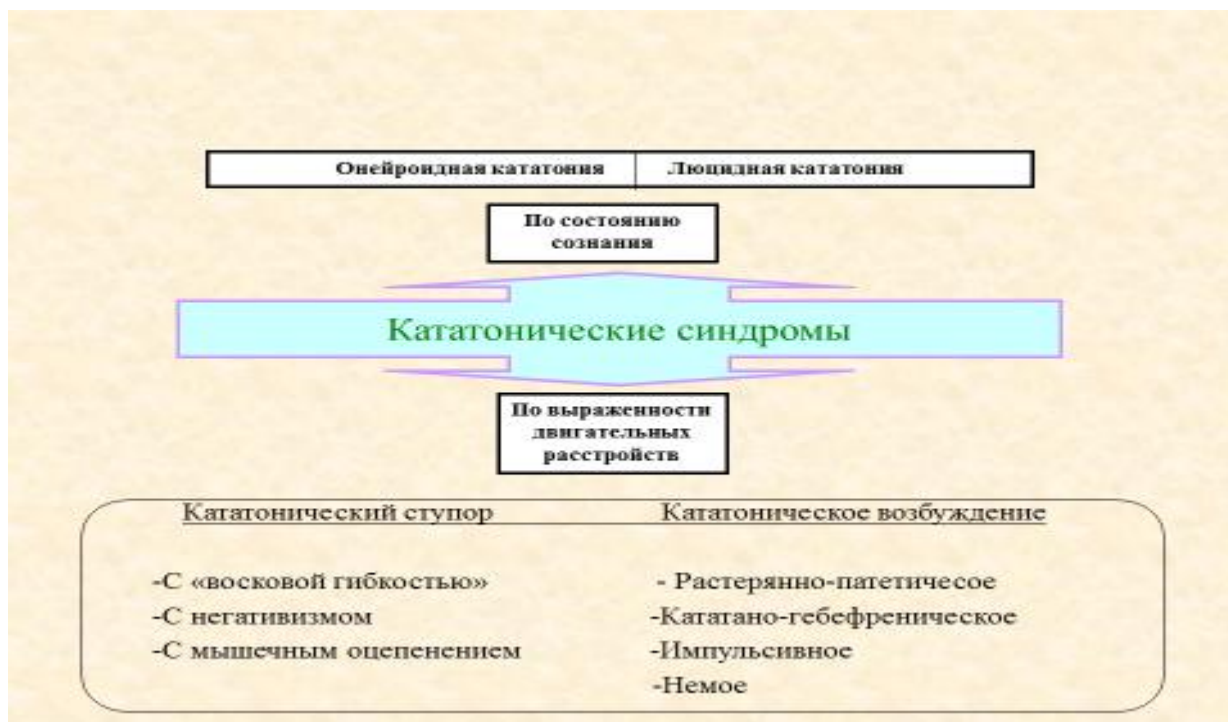 Онейроидная кататония Люцидная кататония
По состоянию
сознания
Кататонические синдромы
По выраженности
двигательных
расстройств
Кататонический ступор Кататоническое возбуждение
-С «восковой гибкостью» - Растерянно-патетичесое
-С негативизмом -Кататано-гебефреническое
-С мышечным оцепенением -Импульсивное
-Немое